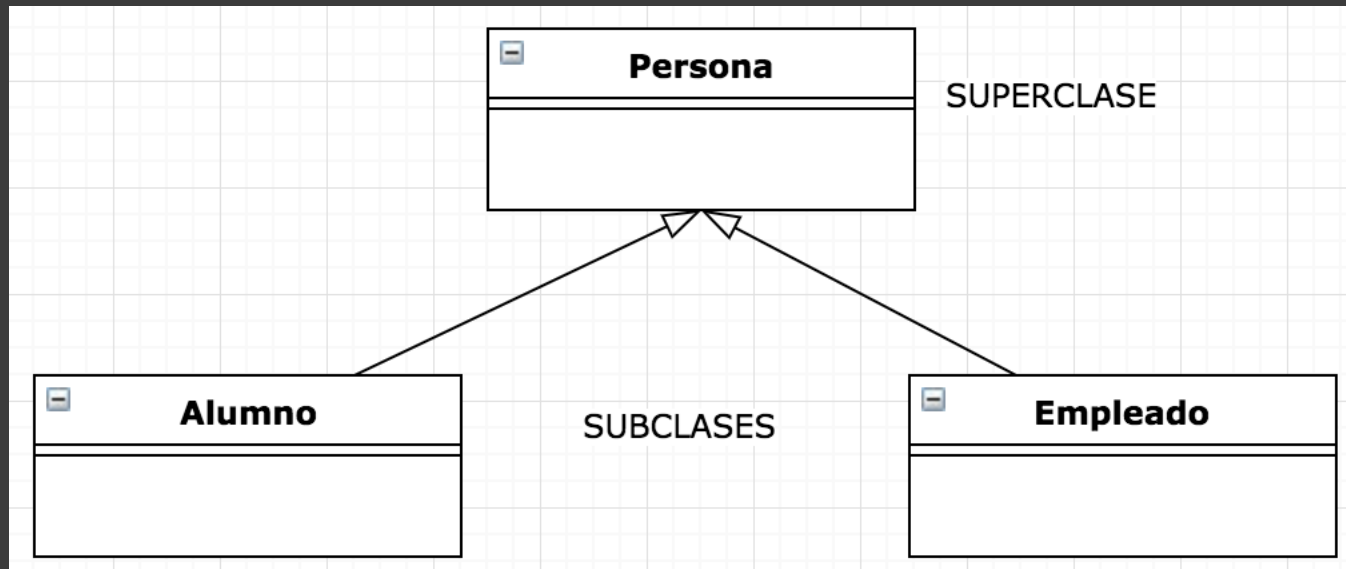 Persona
SUPERCLASE
Alumno
SUBCLASES
Empleado